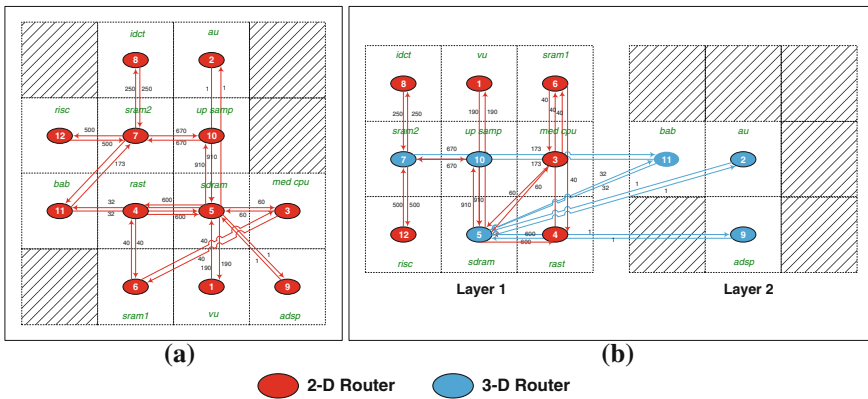 idct
au
8
2
250
250
1
1
risc
sram2
up samp
12
7
10
500
500
670
670
173
910
910
bab
rast
sdram
med cpu
11
4
5
3
32
32
600
600
60
60
40
40
40
40
190
190
1
1
6
1
9
sram1
vu
adsp
(a)
idct
vu
sram1
8
1
6
250
250
190
190
40
40
40
sram2
up samp
med cpu
bab
au
7
10
3
11
2
670
670
173
173
500
500
910
910
60
60
40
32
32
1
1
12
5
4
9
600
600
1
1
risc
sdram
rast
adsp
Layer 1
Layer 2
(b)
2-D Router
3-D Router